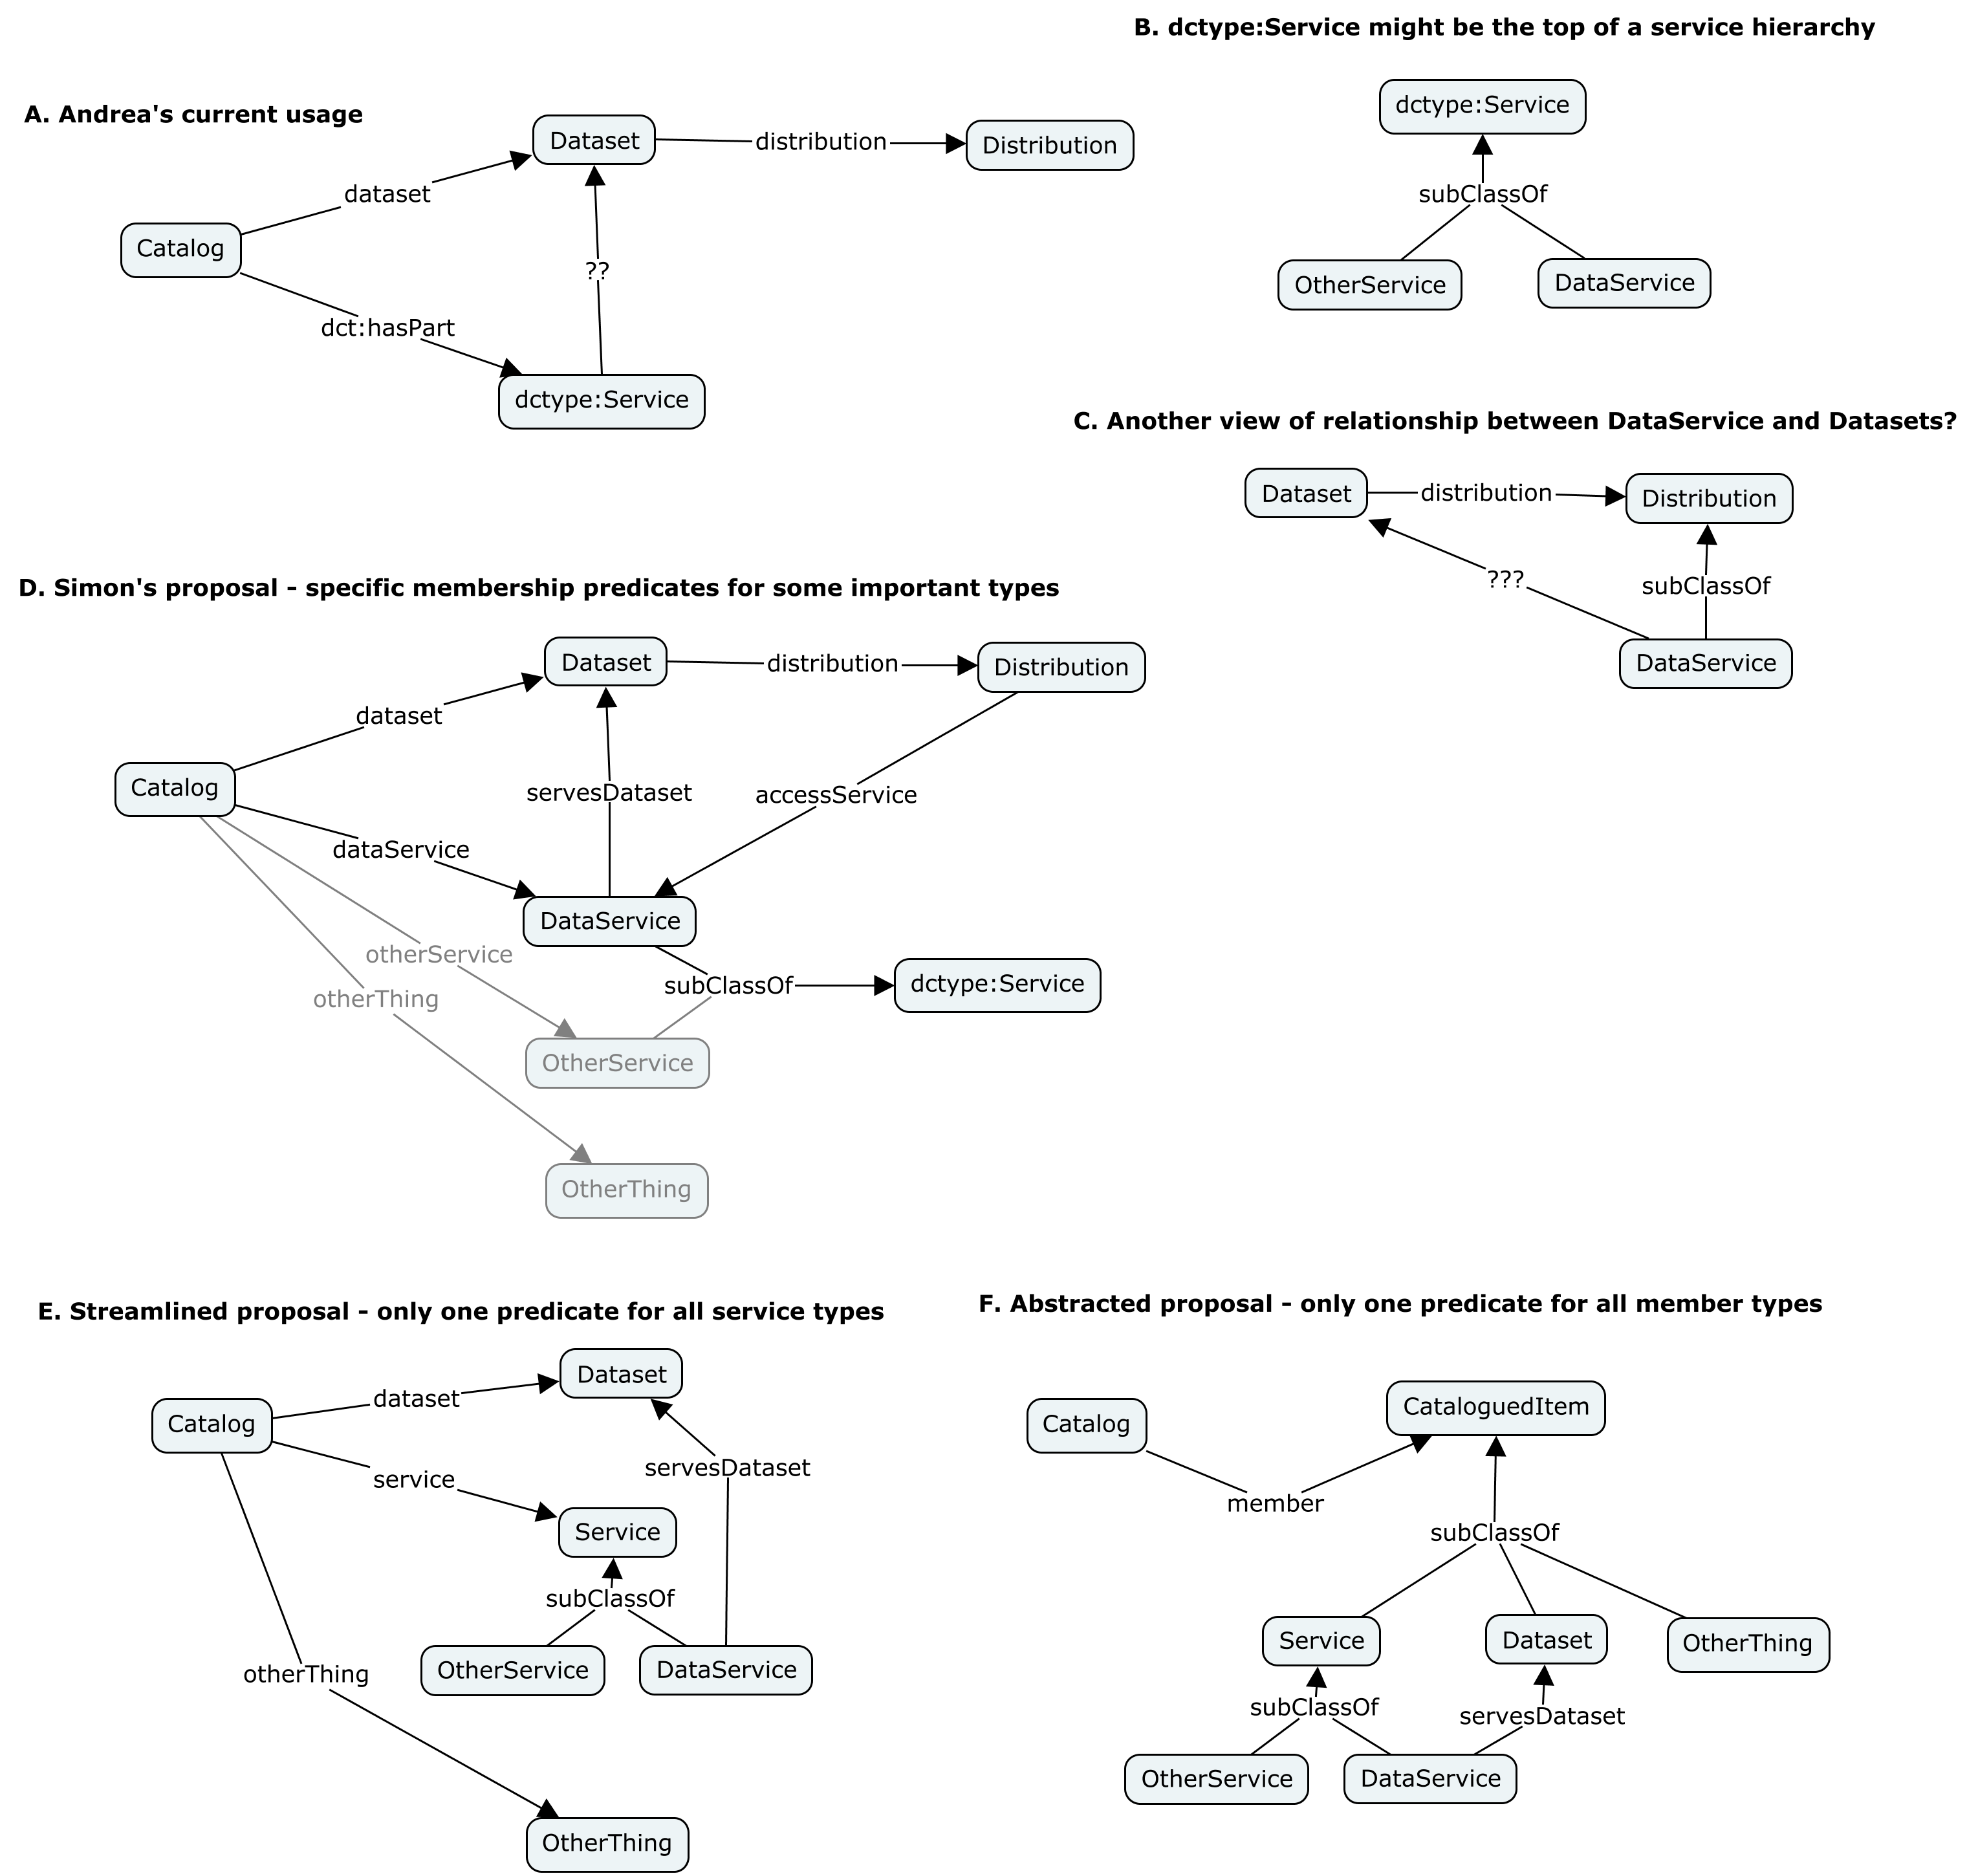 B. dctype:Service might be the top of a service hierarchy
dctype:Service
subClassOf
OtherService
DataService
A. Andrea's current usage
Dataset
distribution
Distribution
dataset
Catalog
??
dct:hasPart
dctype:Service
C. Another view of relationship between DataService and Datasets?
Dataset
distribution
Distribution
???
subClassOf
DataService
D. Simon's proposal - specific membership predicates for some important types
Dataset
distribution
Distribution
dataset
Catalog
servesDataset
accessService
dataService
DataService
otherService
subClassOf
dctype:Service
otherThing
OtherService
OtherThing
E. Streamlined proposal - only one predicate for all service types
Dataset
dataset
Catalog
servesDataset
service
Service
subClassOf
OtherService
DataService
otherThing
OtherThing
F. Abstracted proposal - only one predicate for all member types
CataloguedItem
Catalog
member
subClassOf
Service
Dataset
OtherThing
subClassOf
servesDataset
OtherService
DataService